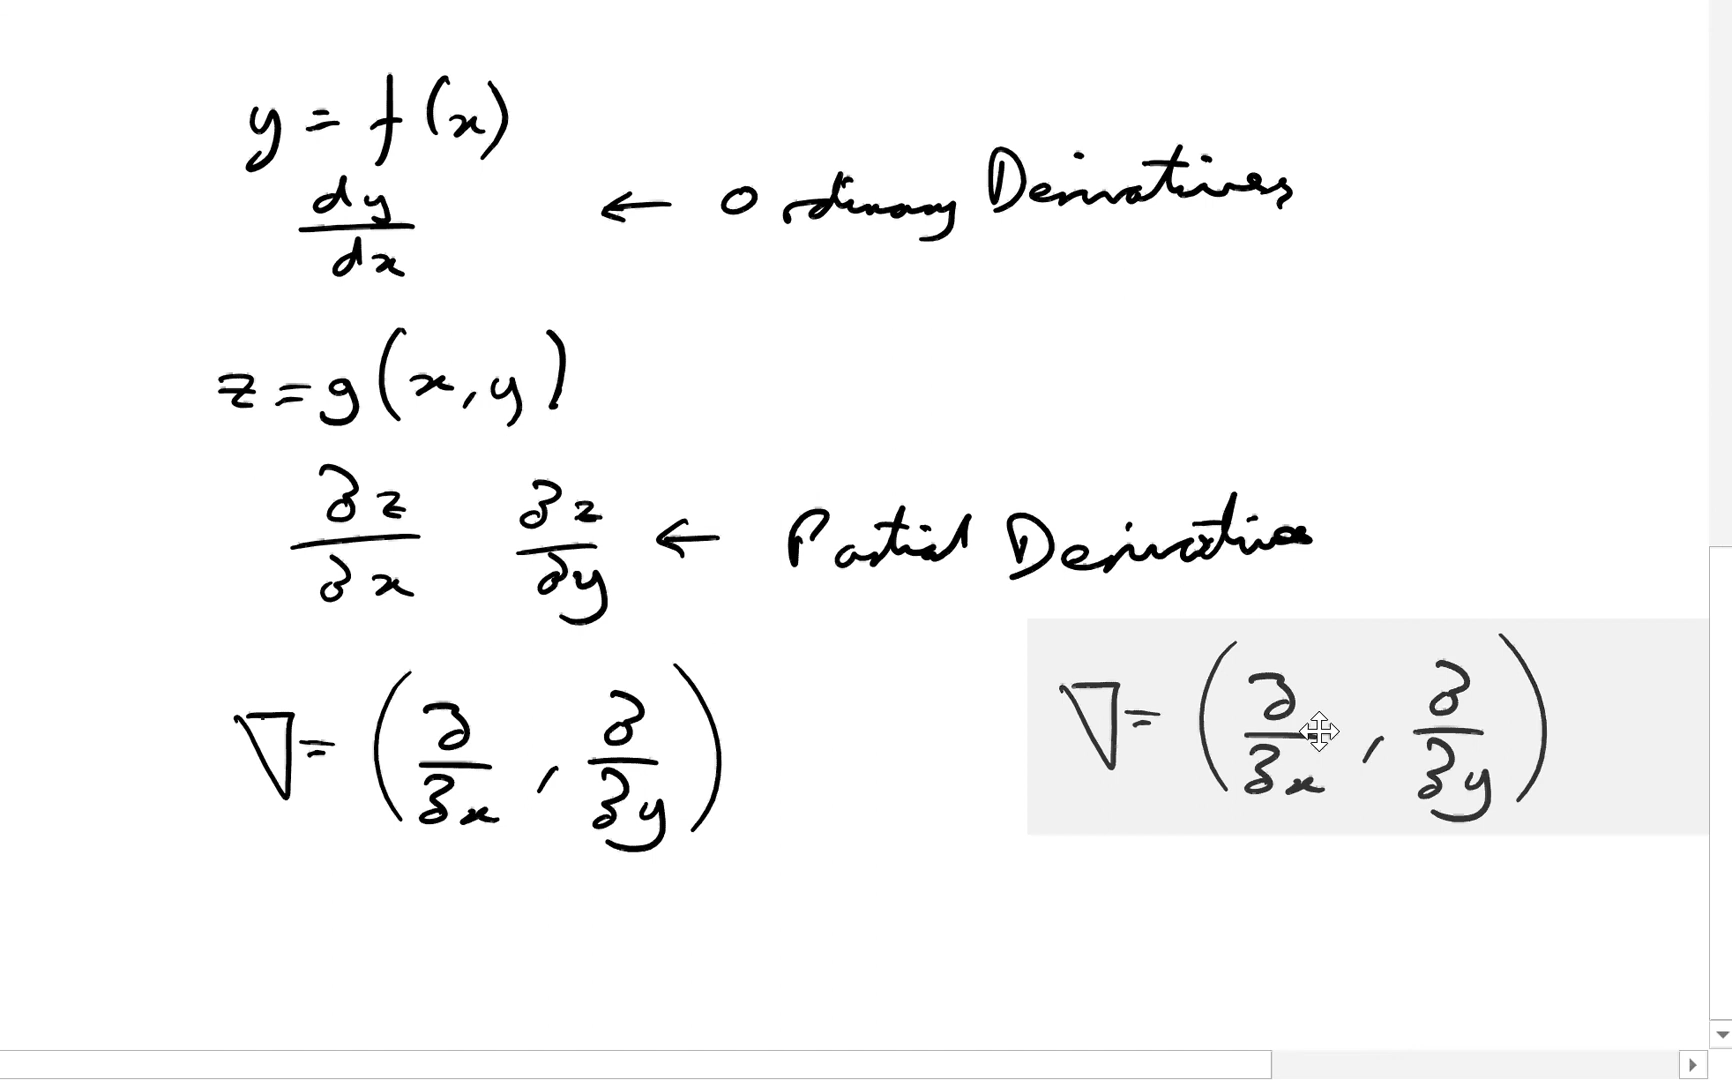 y = f(x)
dy/dx ← Ordinary Derivatives
z = g(x, y)
∂z/∂x ∂z/∂y ← Partial Derivatives
∇ = (∂/∂x , ∂/∂y) ∇ = (∂/∂x , ∂/∂y)